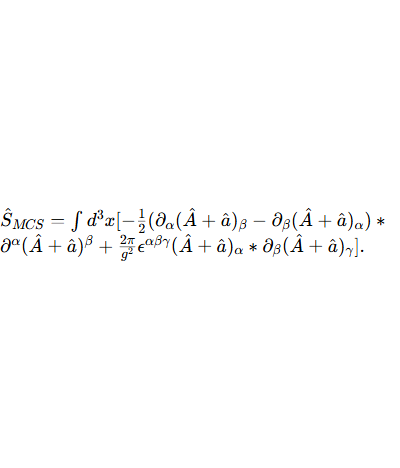 $\hat{S}_{MCS} = \int d^3x[-\frac{1}{2}(\partial_\alpha(\hat{A}+\hat{a})_\beta - \partial_\beta(\hat{A}+\hat{a})_\alpha) *$
$\partial^\alpha(\hat{A}+\hat{a})^\beta + \frac{2\pi}{g^2}\epsilon^{\alpha\beta\gamma}(\hat{A}+\hat{a})_\alpha * \partial_\beta(\hat{A}+\hat{a})_\gamma].$